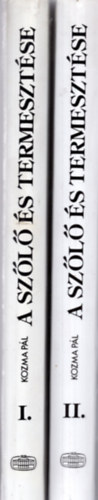 KOZMA PÁL
A SZŐLŐ ÉS TERMESZTÉSE
I.
KOZMA PÁL
A SZŐLŐ ÉS TERMESZTÉSE
II.